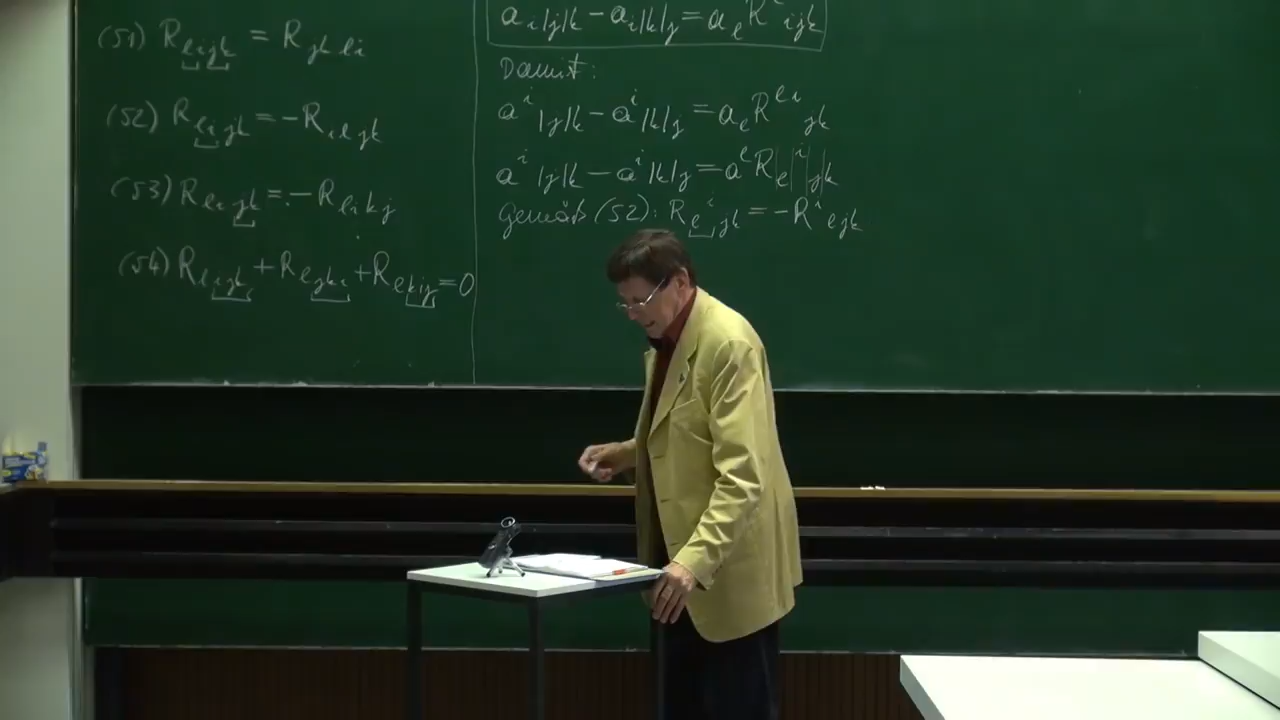 (51) R_{lijk} = R_{jkli}
(52) R_{lijk} = -R_{iljk}
(53) R_{lijk} = -R_{likj}
(54) R_{lijk} + R_{ljki} + R_{lkij} = 0
a_{i|j|k} - a_{i|k|j} = a_l R^l_{ijk}
Damit:
a^i_{|j|k} - a^i_{|k|j} = a_l R^{li}_{jk}
a^i_{|j|k} - a^i_{|k|j} = a^l R_{l}|^i|_{jk}
Gemäß (52): R_l^i_{jk} = -R^i_{ljk}